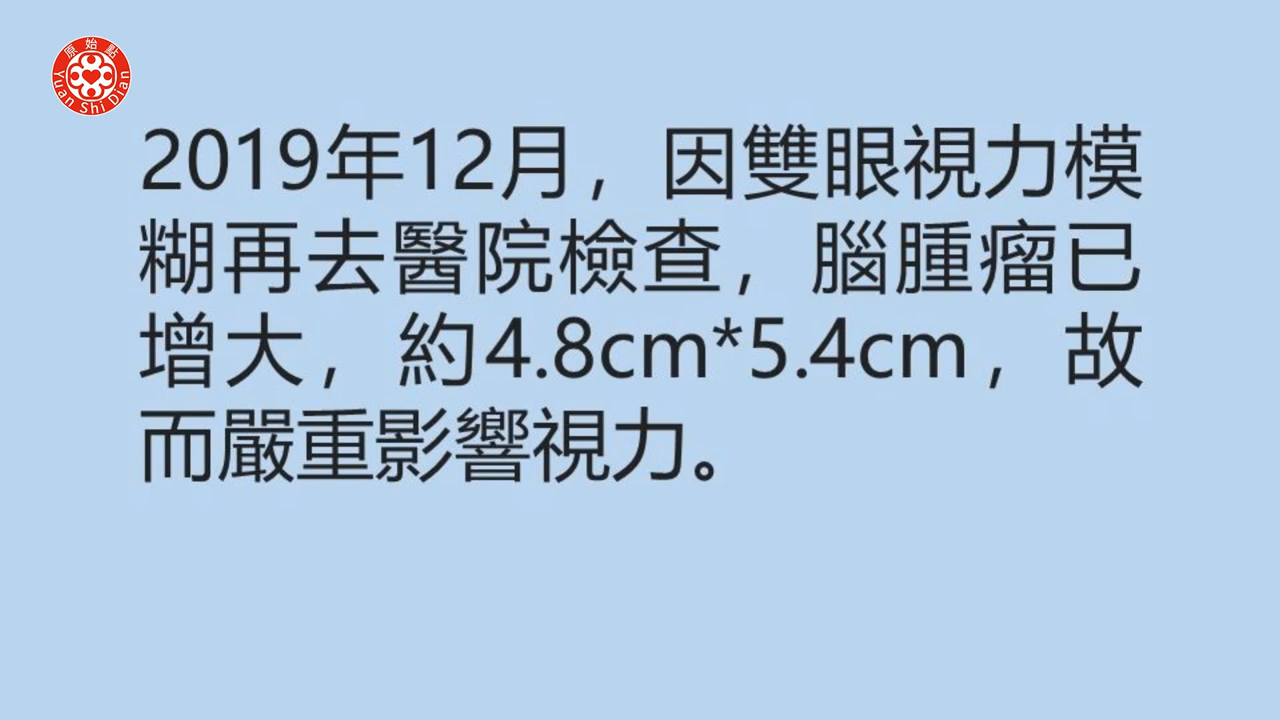 原始點
Yuan Shi Dian
2019年12月，因雙眼視力模
糊再去醫院檢查，腦腫瘤已
增大，約4.8cm*5.4cm，故
而嚴重影響視力。